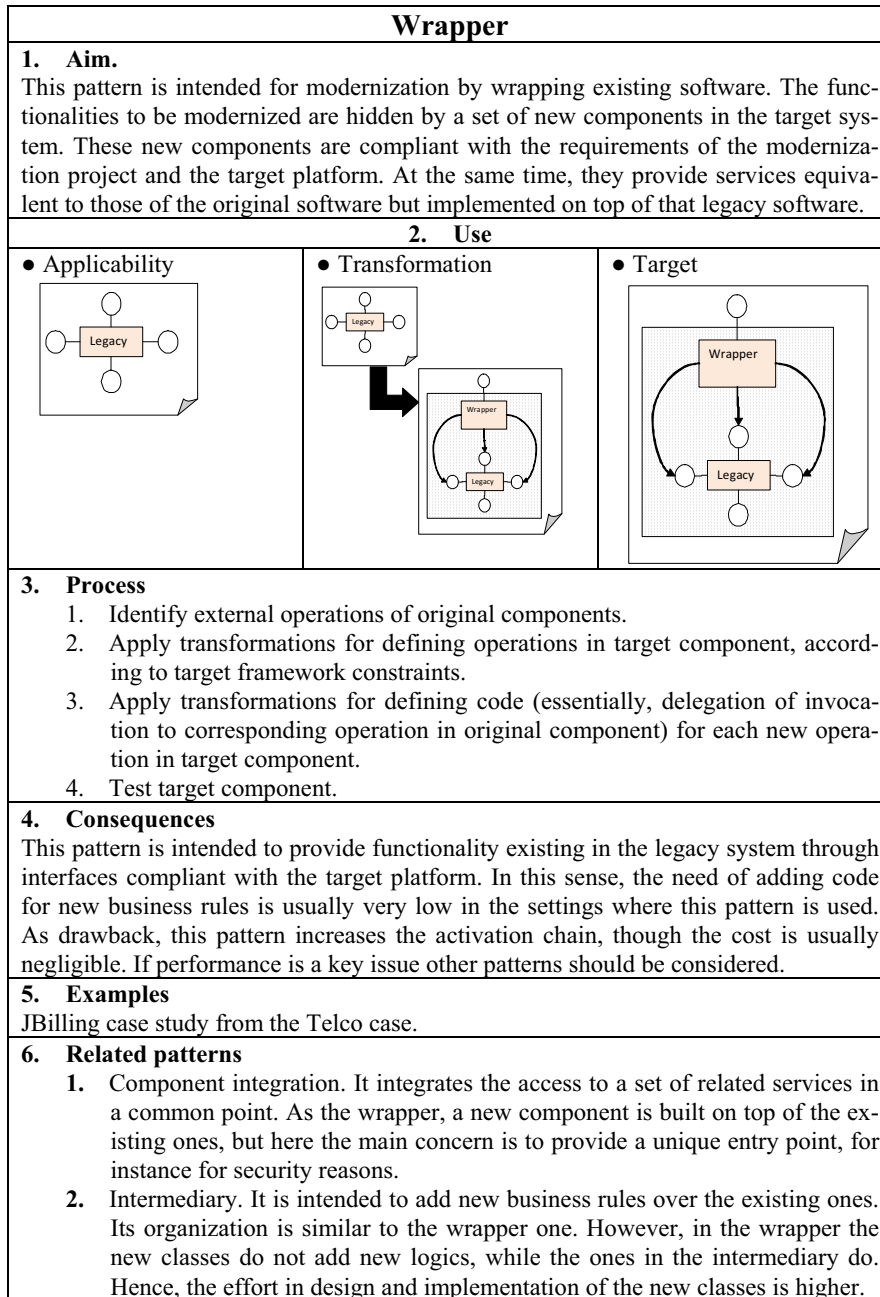 Wrapper
1. Aim.
This pattern is intended for modernization by wrapping existing software. The func-
tionalities to be modernized are hidden by a set of new components in the target sys-
tem. These new components are compliant with the requirements of the moderniza-
tion project and the target platform. At the same time, they provide services equiva-
lent to those of the original software but implemented on top of that legacy software.
2. Use
● Applicability
Legacy
● Transformation
Legacy
Wrapper
Legacy
● Target
Wrapper
Legacy
3. Process
1. Identify external operations of original components.
2. Apply transformations for defining operations in target component, accord-
ing to target framework constraints.
3. Apply transformations for defining code (essentially, delegation of invoca-
tion to corresponding operation in original component) for each new opera-
tion in target component.
4. Test target component.
4. Consequences
This pattern is intended to provide functionality existing in the legacy system through
interfaces compliant with the target platform. In this sense, the need of adding code
for new business rules is usually very low in the settings where this pattern is used.
As drawback, this pattern increases the activation chain, though the cost is usually
negligible. If performance is a key issue other patterns should be considered.
5. Examples
JBilling case study from the Telco case.
6. Related patterns
1. Component integration. It integrates the access to a set of related services in
a common point. As the wrapper, a new component is built on top of the ex-
isting ones, but here the main concern is to provide a unique entry point, for
instance for security reasons.
2. Intermediary. It is intended to add new business rules over the existing ones.
Its organization is similar to the wrapper one. However, in the wrapper the
new classes do not add new logics, while the ones in the intermediary do.
Hence, the effort in design and implementation of the new classes is higher.